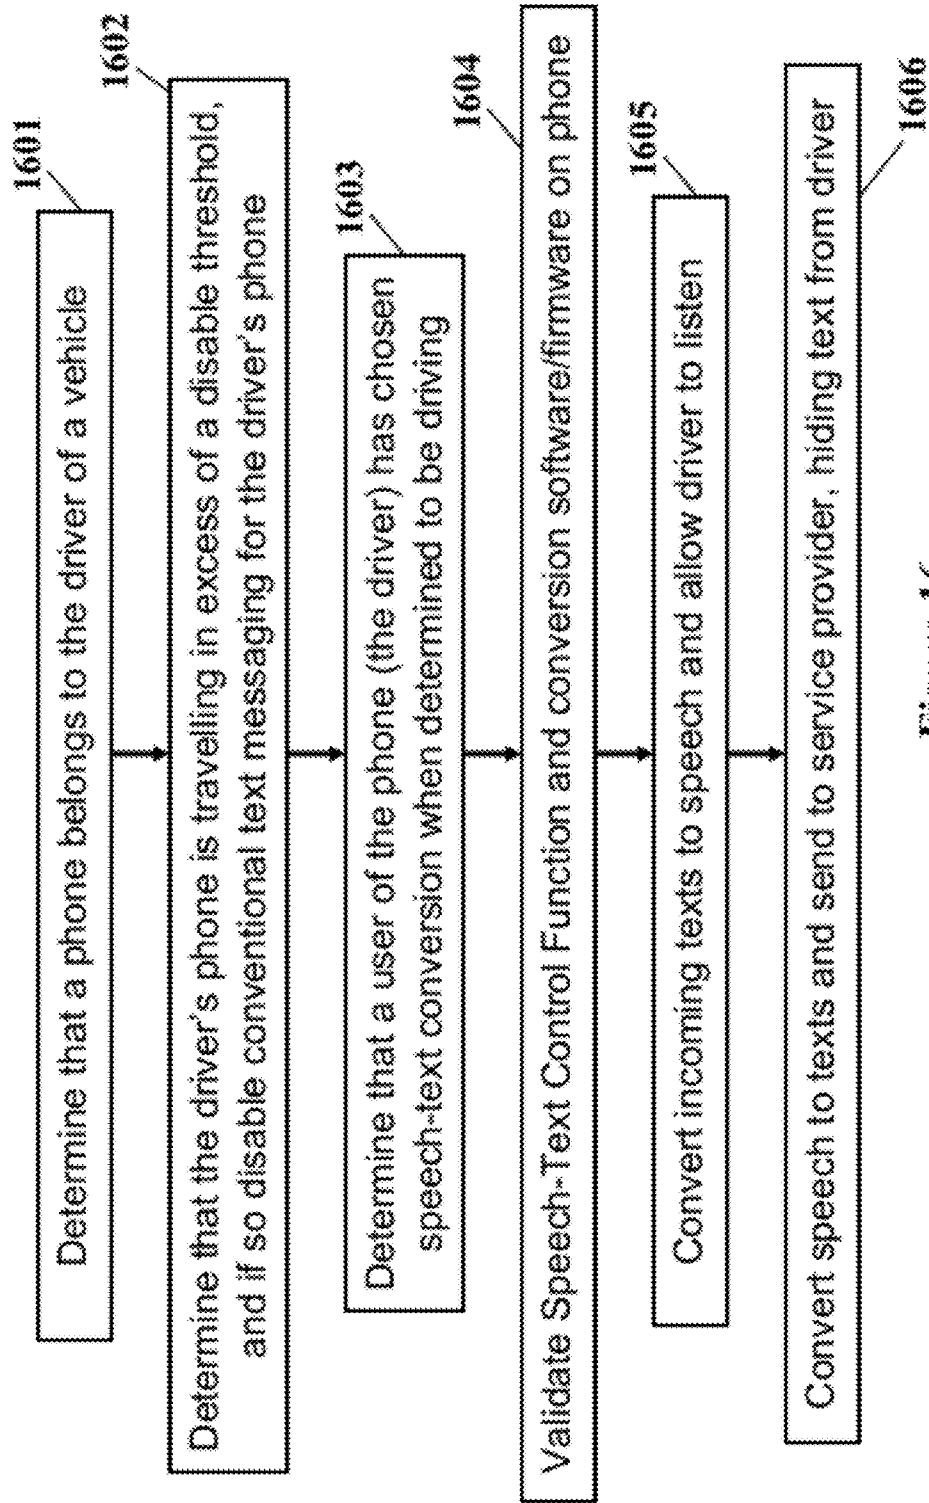 1601
Determine that a phone belongs to the driver of a vehicle
1602
Determine that the driver's phone is travelling in excess of a disable threshold,
and if so disable conventional text messaging for the driver's phone
1603
Determine that a user of the phone (the driver) has chosen
speech-text conversion when determined to be driving
1604
Validate Speech-Text Control Function and conversion software/firmware on phone
1605
Convert incoming texts to speech and allow driver to listen
1606
Convert speech to texts and send to service provider, hiding text from driver